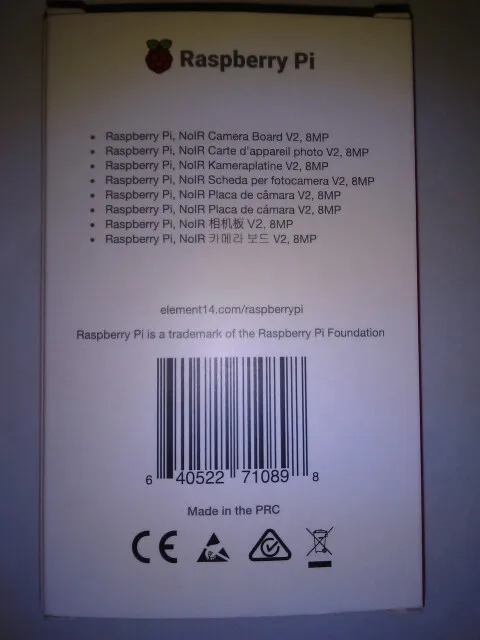 Raspberry Pi
• Raspberry Pi, NoIR Camera Board V2, 8MP
• Raspberry Pi, NoIR Carte d'appareil photo V2, 8MP
• Raspberry Pi, NoIR Kameraplatine V2, 8MP
• Raspberry Pi, NoIR Scheda per fotocamera V2, 8MP
• Raspberry Pi, NoIR Placa de câmara V2, 8MP
• Raspberry Pi, NoIR Placa de cámara V2, 8MP
• Raspberry Pi, NoIR 相机板 V2, 8MP
• Raspberry Pi, NoIR 카메라 보드 V2, 8MP
element14.com/raspberrypi
Raspberry Pi is a trademark of the Raspberry Pi Foundation
6 40522 71089 8
Made in the PRC
CE